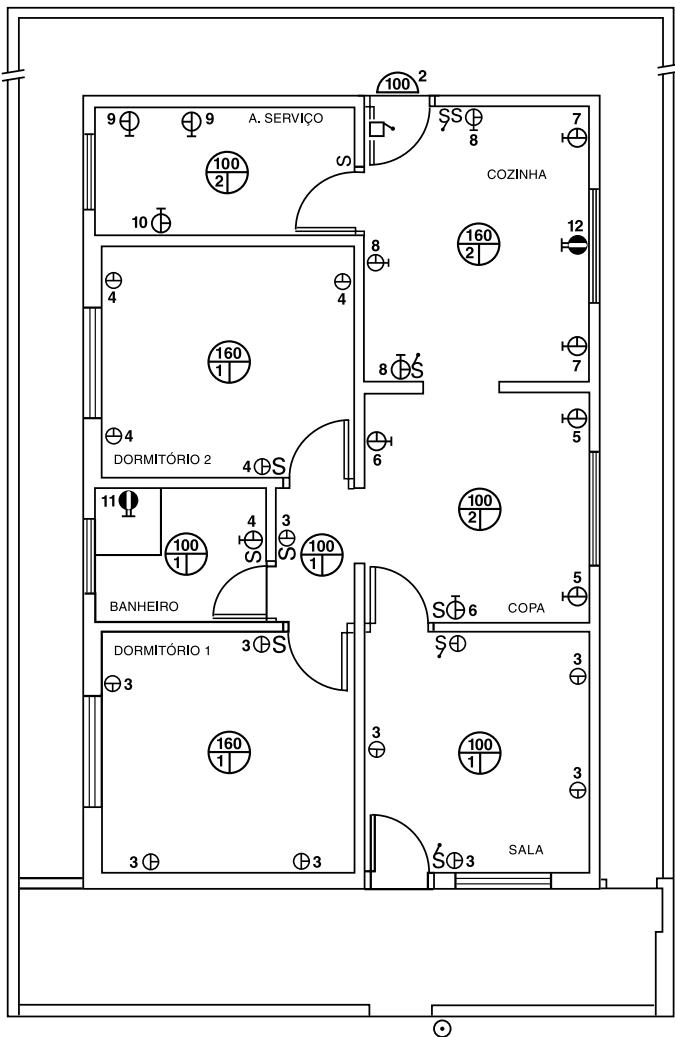 100 2
9 9 A. SERVIÇO
S
SS
8
7
100
2
COZINHA
10
160
2
12
8
4
4
160
1
8 S
7
4
DORMITÓRIO 2
4 S
6
5
11
100
1
4
S
3
S
100
1
100
2
BANHEIRO
5
S 6
COPA
DORMITÓRIO 1
3 S
S
3
3
160
1
3
100
1
3
3
3
S 3
SALA